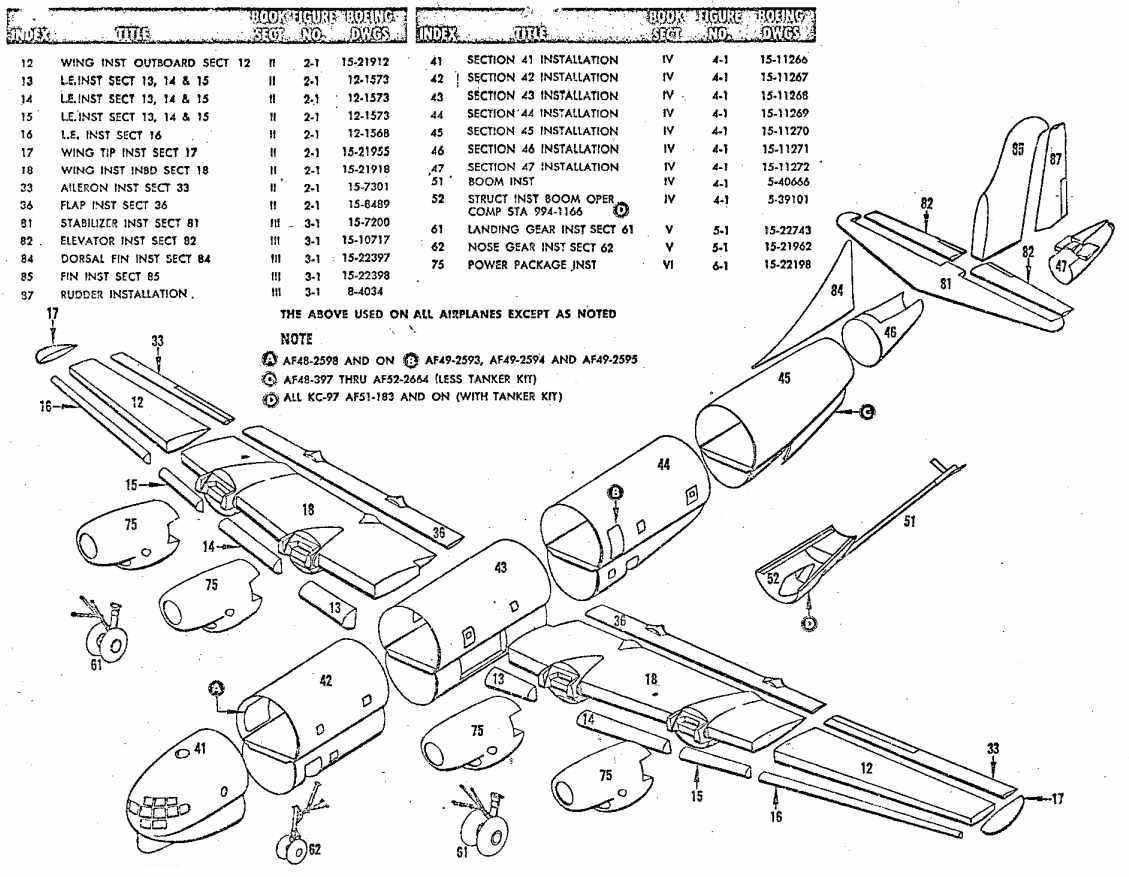 INDEX TITLE BOOK SECT FIGURE NO. BOEING DWGS
12 WING INST OUTBOARD SECT 12 II 2-1 15-21912
13 L.E.INST SECT 13, 14 & 15 II 2-1 12-1573
14 L.E.INST SECT 13, 14 & 15 II 2-1 12-1573
15 L.E.INST SECT 13, 14 & 15 II 2-1 12-1573
16 L.E. INST SECT 16 II 2-1 12-1568
17 WING TIP INST SECT 17 II 2-1 15-21955
18 WING INST INBD SECT 18 II 2-1 15-21918
33 AILERON INST SECT 33 II 2-1 15-7301
36 FLAP INST SECT 36 II 2-1 15-8489
81 STABILIZER INST SECT 81 III 3-1 15-7200
82 ELEVATOR INST SECT 82 III 3-1 15-10717
84 DORSAL FIN INST SECT 84 III 3-1 15-22397
85 FIN INST SECT 85 III 3-1 15-22398
87 RUDDER INSTALLATION III 3-1 8-4034
INDEX TITLE BOOK SECT FIGURE NO. BOEING DWGS
41 SECTION 41 INSTALLATION IV 4-1 15-11266
42 SECTION 42 INSTALLATION IV 4-1 15-11267
43 SECTION 43 INSTALLATION IV 4-1 15-11268
44 SECTION 44 INSTALLATION IV 4-1 15-11269
45 SECTION 45 INSTALLATION IV 4-1 15-11270
46 SECTION 46 INSTALLATION IV 4-1 15-11271
47 SECTION 47 INSTALLATION IV 4-1 15-11272
51 BOOM INST IV 4-1 5-40666
52 STRUCT INST BOOM OPER IV 4-1 5-39101
COMP STA 994-1166 D
61 LANDING GEAR INST SECT 61 V 5-1 15-22743
62 NOSE GEAR INST SECT 62 V 5-1 15-21962
75 POWER PACKAGE INST VI 6-1 15-22198
THE ABOVE USED ON ALL AIRPLANES EXCEPT AS NOTED
NOTE
A AF48-2598 AND ON B AF49-2593, AF49-2594 AND AF49-2595
C AF48-397 THRU AF52-2664 (LESS TANKER KIT)
D ALL KC-97 AF51-183 AND ON (WITH TANKER KIT)
85
87
82
82
47
81
84
46
17
33
45
16
12
C
44
15
B
18
36
51
75
14
43
52
75
13
D
61
36
42
13
18
A
14
75
41
33
12
75
15
17
16
62
61